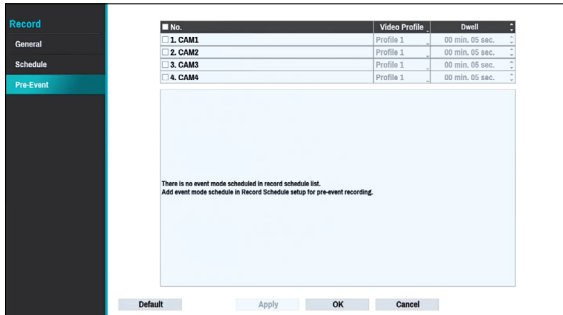 Record
General
Schedule
Pre-Event
No. Video Profile Dwell
1. CAM1 Profile 1 00 min. 05 sec.
2. CAM2 Profile 1 00 min. 05 sec.
3. CAM3 Profile 1 00 min. 05 sec.
4. CAM4 Profile 1 00 min. 05 sec.
There is no event mode scheduled in record schedule list.
Add event mode schedule in Record Schedule setup for pre-event recording.
Default Apply OK Cancel